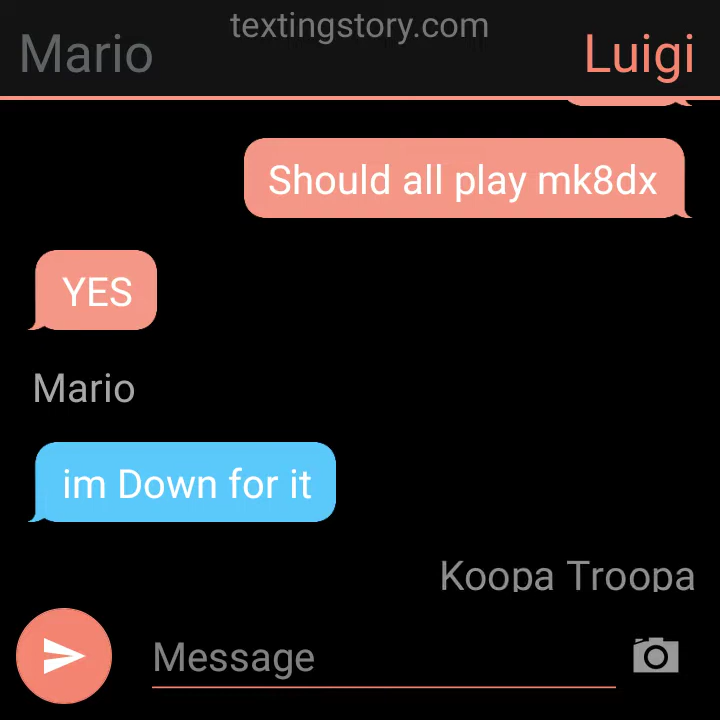 textingstory.com
Mario
Luigi
Should all play mk8dx
YES
Mario
im Down for it
Koopa Troopa
Message